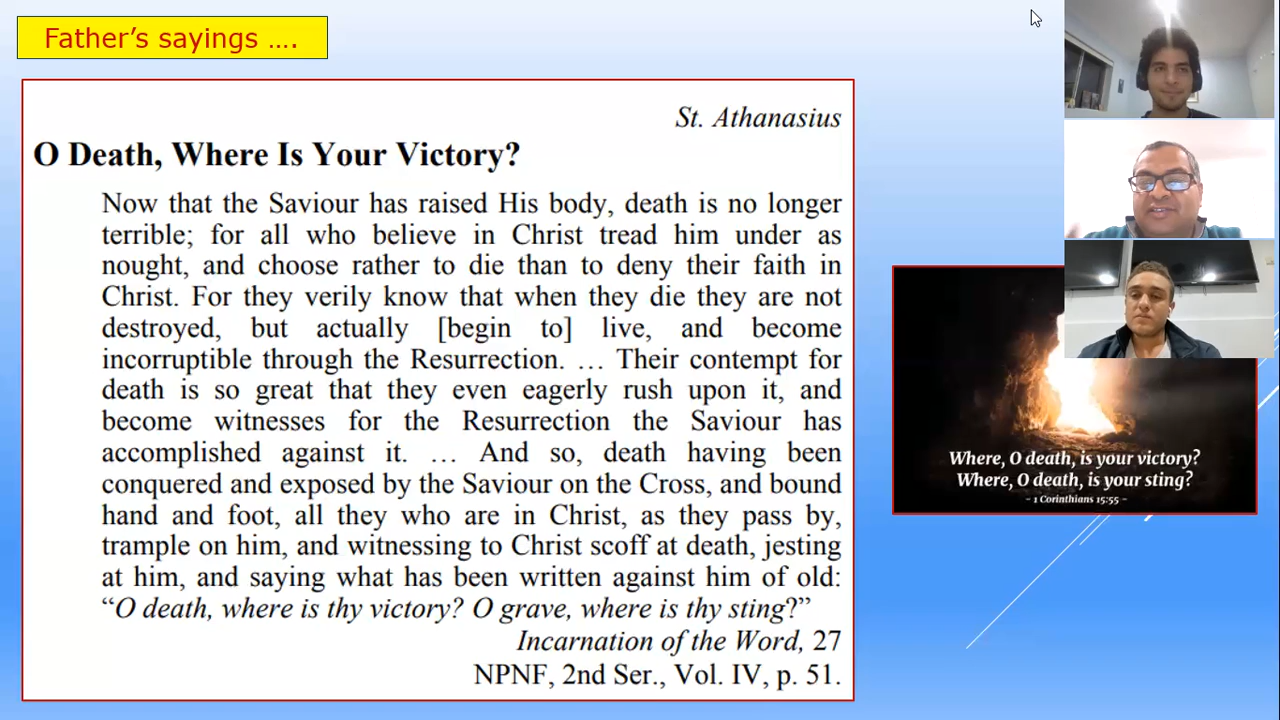 Father’s sayings ….
St. Athanasius
O Death, Where Is Your Victory?
Now that the Saviour has raised His body, death is no longer
terrible; for all who believe in Christ tread him under as
nought, and choose rather to die than to deny their faith in
Christ. For they verily know that when they die they are not
destroyed, but actually [begin to] live, and become
incorruptible through the Resurrection. … Their contempt for
death is so great that they even eagerly rush upon it, and
become witnesses for the Resurrection the Saviour has
accomplished against it. … And so, death having been
conquered and exposed by the Saviour on the Cross, and bound
hand and foot, all they who are in Christ, as they pass by,
trample on him, and witnessing to Christ scoff at death, jesting
at him, and saying what has been written against him of old:
“O death, where is thy victory? O grave, where is thy sting?”
Incarnation of the Word, 27
NPNF, 2nd Ser., Vol. IV, p. 51.
Where, O death, is your victory?
Where, O death, is your sting?
~ 1 Corinthians 15:55 ~